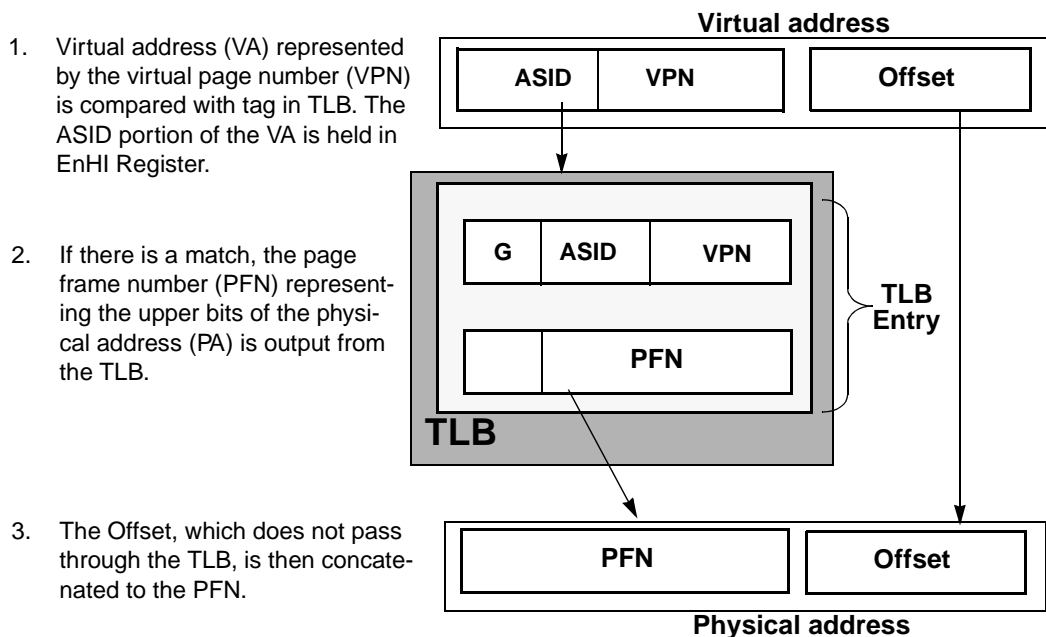 Virtual address
1. Virtual address (VA) represented
by the virtual page number (VPN)
is compared with tag in TLB. The
ASID portion of the VA is held in
EnHI Register.
ASID VPN Offset
2. If there is a match, the page
frame number (PFN) represent-
ing the upper bits of the physi-
cal address (PA) is output from
the TLB.
G ASID VPN
PFN
TLB
Entry
TLB
3. The Offset, which does not pass
through the TLB, is then concate-
nated to the PFN.
PFN Offset
Physical address